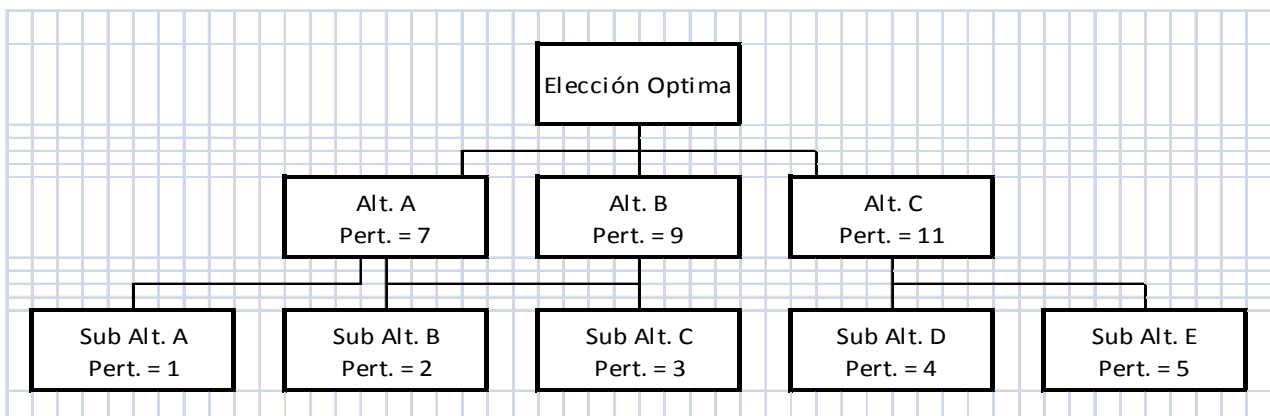 Elección Optima
Alt. A
Pert. = 7
Alt. B
Pert. = 9
Alt. C
Pert. = 11
Sub Alt. A
Pert. = 1
Sub Alt. B
Pert. = 2
Sub Alt. C
Pert. = 3
Sub Alt. D
Pert. = 4
Sub Alt. E
Pert. = 5